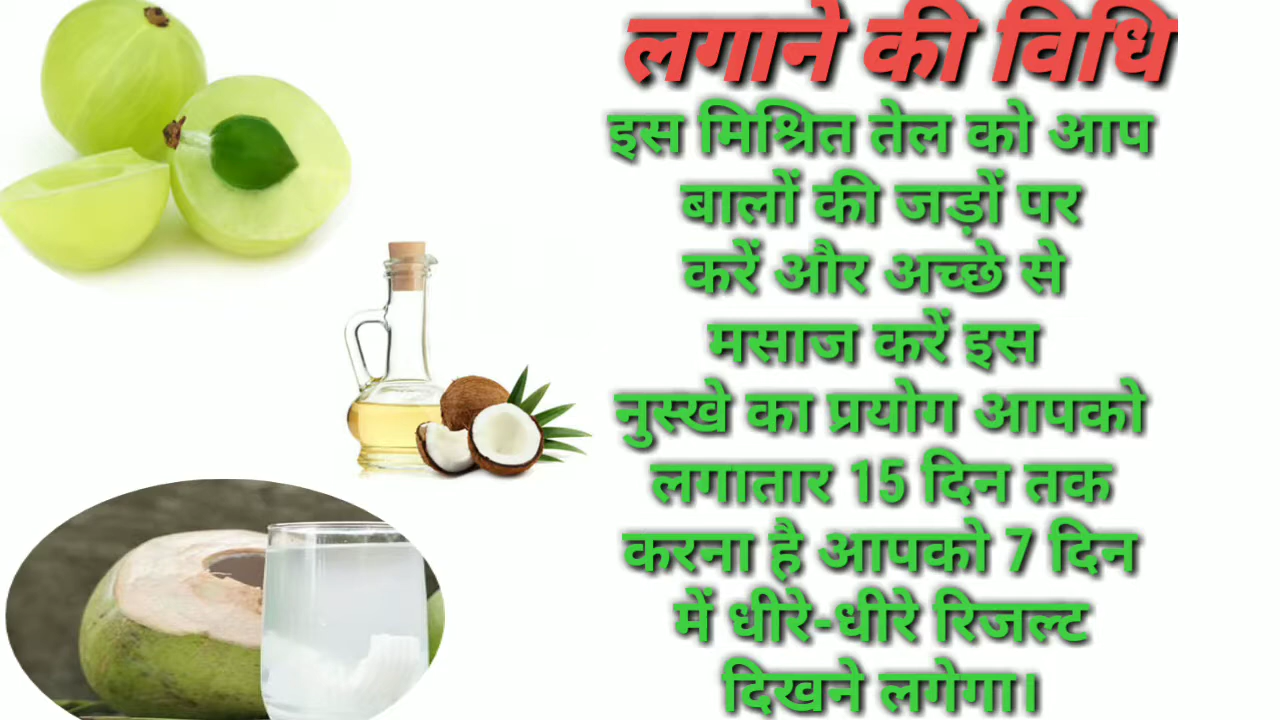 लगाने की विधि
इस मिश्रित तेल को आप
बालों की जड़ों पर
करें और अच्छे से
मसाज करें इस
नुस्खे का प्रयोग आपको
लगातार 15 दिन तक
करना है आपको 7 दिन
में धीरे-धीरे रिजल्ट
दिखने लगेगा।